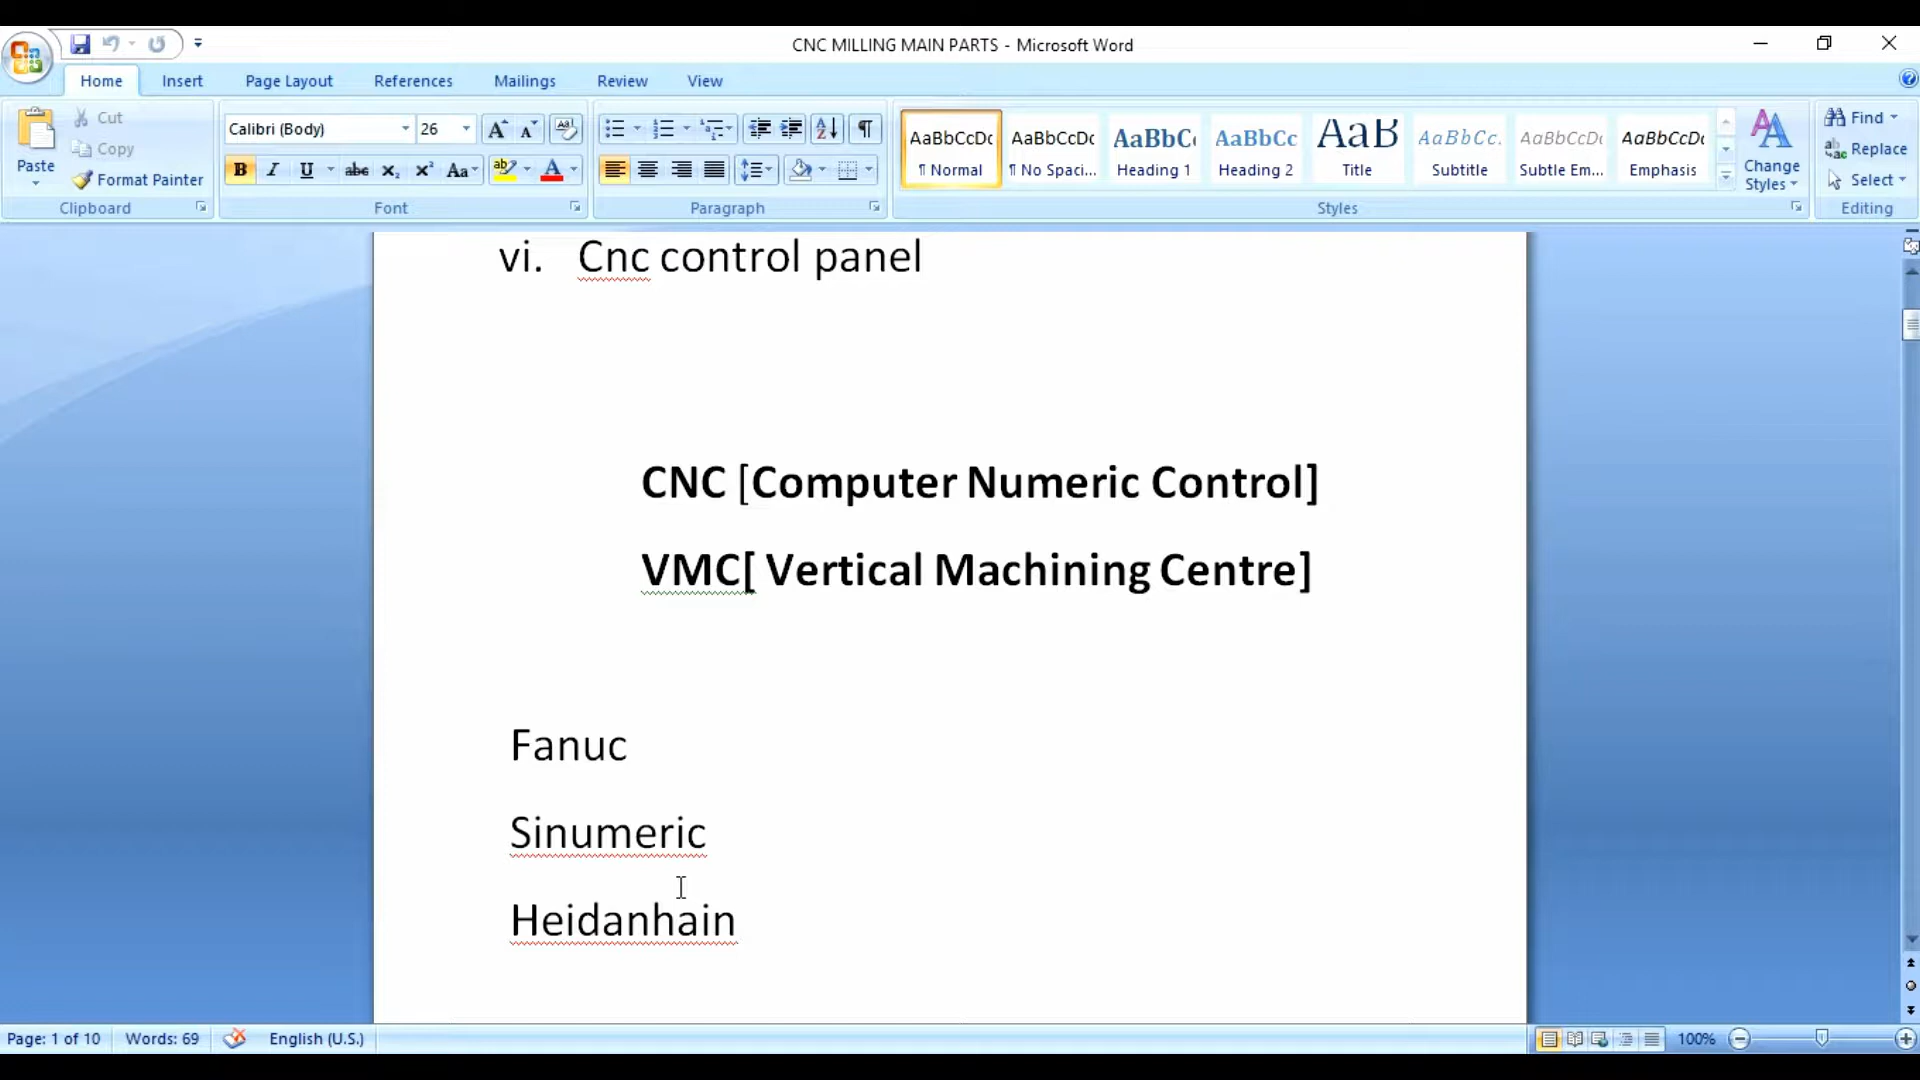 CNC MILLING MAIN PARTS - Microsoft Word
Home Insert Page Layout References Mailings Review View
Paste
Cut
Copy
Format Painter
Clipboard
Calibri (Body) 26
Font
Paragraph
AaBbCcDc AaBbCcDc AaBbC AaBbCc AaB AaBbCc. AaBbCcDc AaBbCcDc
¶ Normal ¶ No Spaci... Heading 1 Heading 2 Title Subtitle Subtle Em... Emphasis
Change
Styles
Styles
Find
Replace
Select
Editing
vi. Cnc control panel
CNC [Computer Numeric Control]
VMC[ Vertical Machining Centre]
Fanuc
Sinumeric
Heidanhain
Page: 1 of 10 Words: 69 English (U.S.) 100%